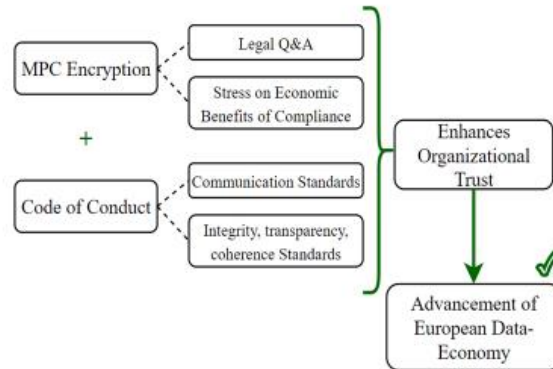 MPC Encryption
Legal Q&A
Stress on Economic
Benefits of Compliance
+
Code of Conduct
Communication Standards
Integrity, transparency,
coherence Standards
Enhances
Organizational
Trust
Advancement of
European Data-
Economy